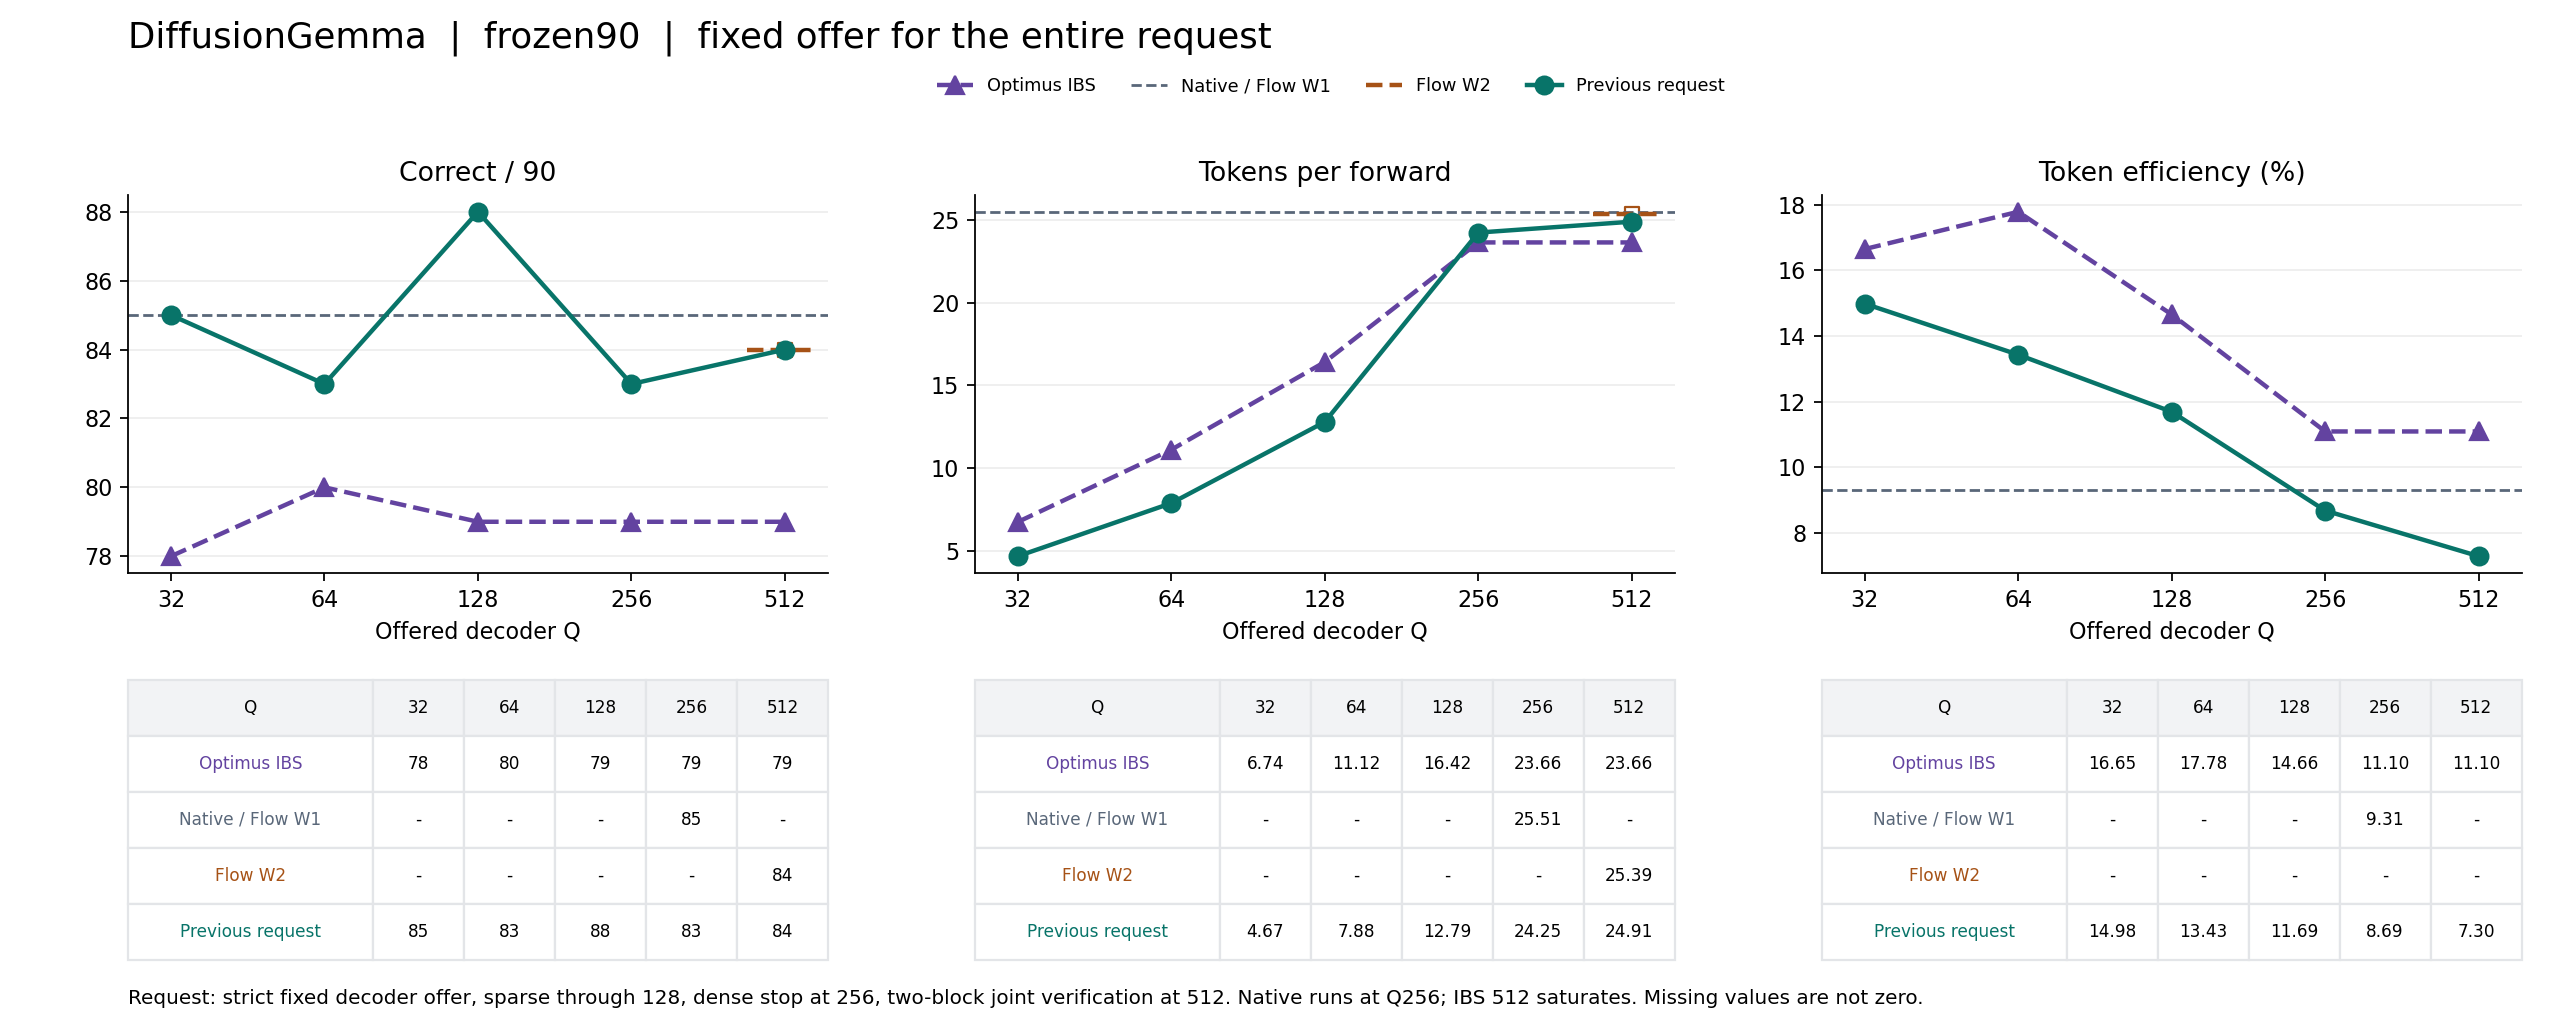 DiffusionGemma | frozen90 | fixed offer for the entire request
Optimus IBS Native / Flow W1 Flow W2 Previous request
Correct / 90
88
86
84
82
80
78
32 64 128 256 512
Offered decoder Q
Tokens per forward
25
20
15
10
5
32 64 128 256 512
Offered decoder Q
Token efficiency (%)
18
16
14
12
10
8
32 64 128 256 512
Offered decoder Q
Q 32 64 128 256 512
Optimus IBS 78 80 79 79 79
Native / Flow W1 - - - 85 -
Flow W2 - - - - 84
Previous request 85 83 88 83 84
Q 32 64 128 256 512
Optimus IBS 6.74 11.12 16.42 23.66 23.66
Native / Flow W1 - - - 25.51 -
Flow W2 - - - - 25.39
Previous request 4.67 7.88 12.79 24.25 24.91
Q 32 64 128 256 512
Optimus IBS 16.65 17.78 14.66 11.10 11.10
Native / Flow W1 - - - 9.31 -
Flow W2 - - - - -
Previous request 14.98 13.43 11.69 8.69 7.30
Request: strict fixed decoder offer, sparse through 128, dense stop at 256, two-block joint verification at 512. Native runs at Q256; IBS 512 saturates. Missing values are not zero.